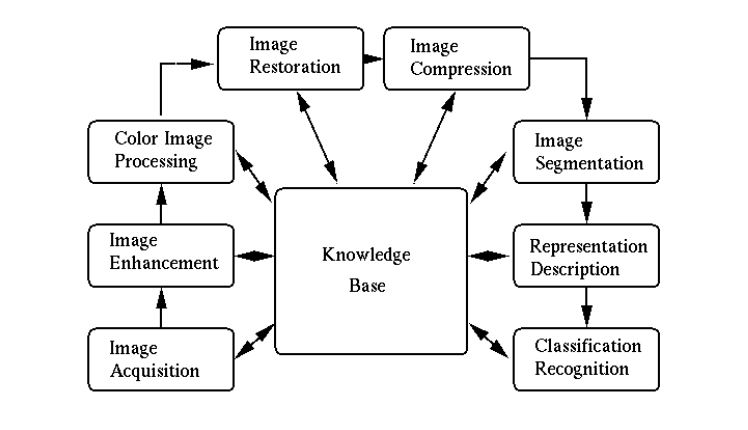 Image
Restoration
Image
Compression
Color Image
Processing
Image
Segmentation
Knowledge
Base
Image
Enhancement
Representation
Description
Image
Acquisition
Classification
Recognition